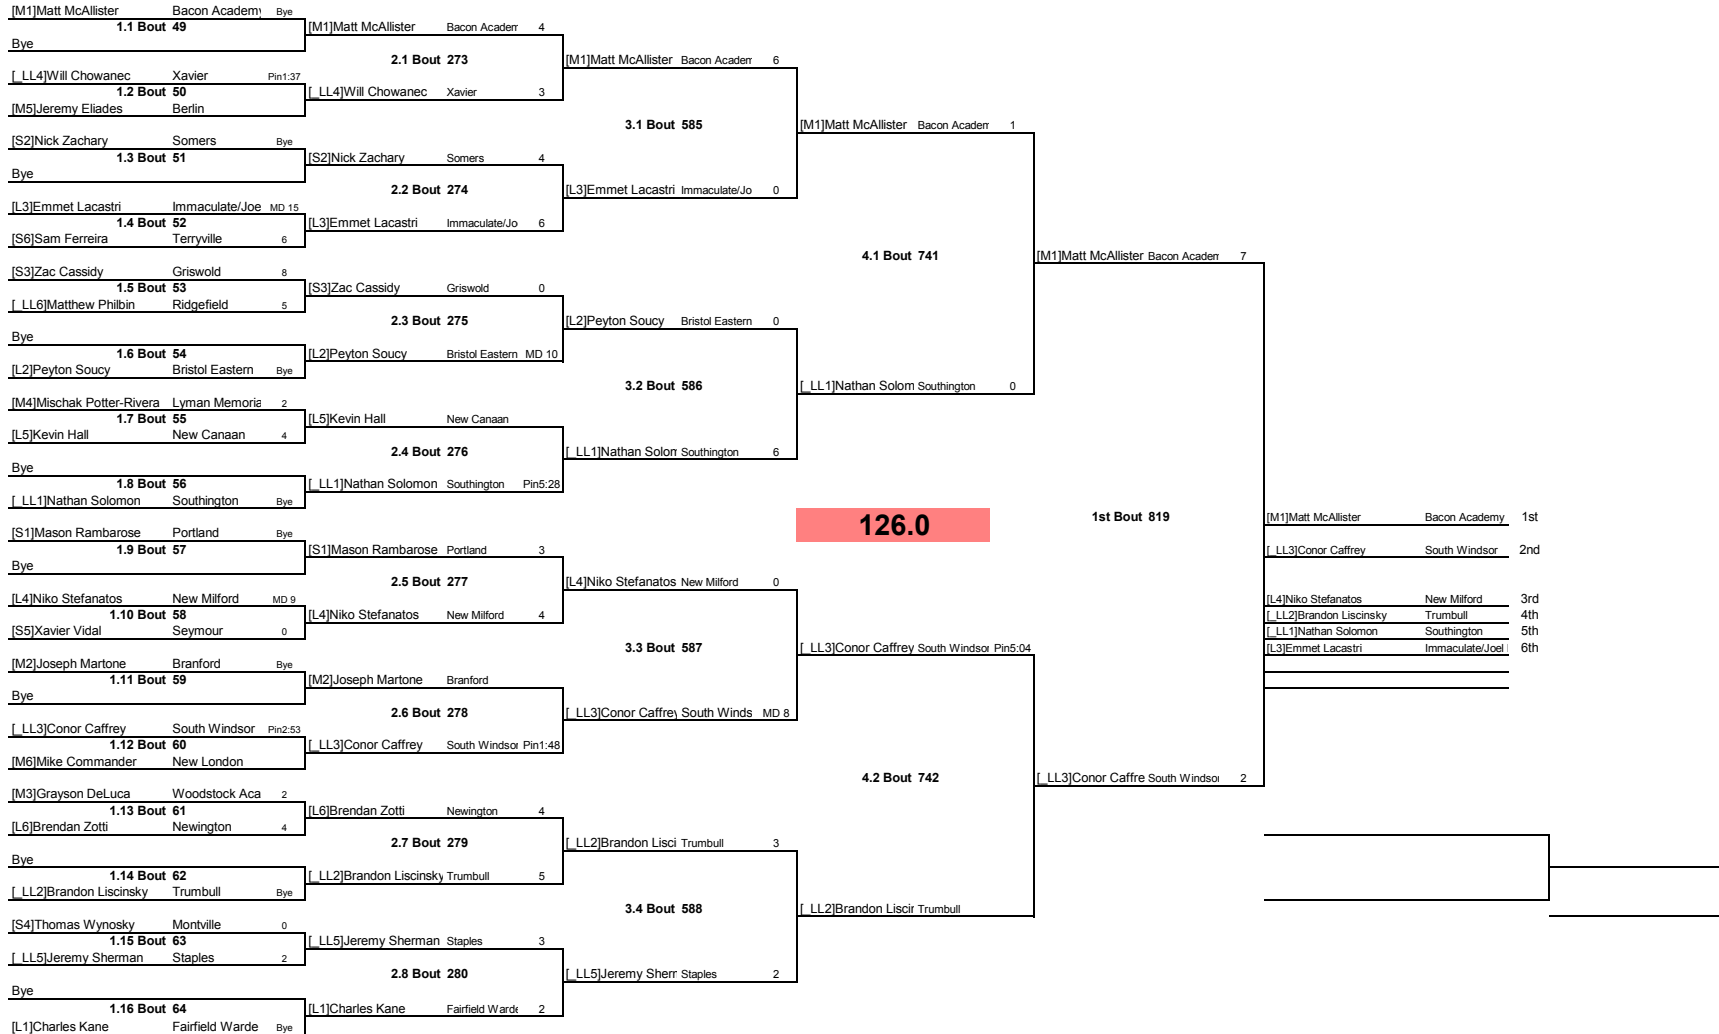 [M1]Matt McAllister Bacon Academy Bye
1.1 Bout 49
Bye
[_LL4]Will Chowanec Xavier Pin1:37
1.2 Bout 50
[M5]Jeremy Eliades Berlin
[S2]Nick Zachary Somers Bye
1.3 Bout 51
Bye
[L3]Emmet Lacastri Immaculate/Joe MD 15
1.4 Bout 52
[S6]Sam Ferreira Terryville 6
[S3]Zac Cassidy Griswold 8
1.5 Bout 53
[_LL6]Matthew Philbin Ridgefield 5
Bye
1.6 Bout 54
[L2]Peyton Soucy Bristol Eastern Bye
[M4]Mischak Potter-Rivera Lyman Memoria 2
1.7 Bout 55
[L5]Kevin Hall New Canaan 4
Bye
1.8 Bout 56
[_LL1]Nathan Solomon Southington Bye
[S1]Mason Rambarose Portland Bye
1.9 Bout 57
Bye
[L4]Niko Stefanatos New Milford MD 9
1.10 Bout 58
[S5]Xavier Vidal Seymour 0
[M2]Joseph Martone Branford Bye
1.11 Bout 59
Bye
[_LL3]Conor Caffrey South Windsor Pin2:53
1.12 Bout 60
[M6]Mike Commander New London
[M3]Grayson DeLuca Woodstock Aca 2
1.13 Bout 61
[L6]Brendan Zotti Newington 4
Bye
1.14 Bout 62
[_LL2]Brandon Liscinsky Trumbull Bye
[S4]Thomas Wynosky Montville 0
1.15 Bout 63
[_LL5]Jeremy Sherman Staples 2
Bye
1.16 Bout 64
[L1]Charles Kane Fairfield Warde Bye
[M1]Matt McAllister Bacon Academ 4
2.1 Bout 273
[_LL4]Will Chowanec Xavier 3
[S2]Nick Zachary Somers 4
2.2 Bout 274
[L3]Emmet Lacastri Immaculate/Jo 6
[S3]Zac Cassidy Griswold 0
2.3 Bout 275
[L2]Peyton Soucy Bristol Eastern MD 10
[L5]Kevin Hall New Canaan
2.4 Bout 276
[_LL1]Nathan Solomon Southington Pin5:28
[S1]Mason Rambarose Portland 3
2.5 Bout 277
[L4]Niko Stefanatos New Milford 4
[M2]Joseph Martone Branford
2.6 Bout 278
[_LL3]Conor Caffrey South Windsor Pin1:48
[L6]Brendan Zotti Newington 4
2.7 Bout 279
[_LL2]Brandon Liscinsky Trumbull 5
[_LL5]Jeremy Sherman Staples 3
2.8 Bout 280
[L1]Charles Kane Fairfield Warde 2
[M1]Matt McAllister Bacon Academ 6
3.1 Bout 585
[L3]Emmet Lacastri Immaculate/Jo 0
[L2]Peyton Soucy Bristol Eastern 0
3.2 Bout 586
[_LL1]Nathan Solom Southington 6
[L4]Niko Stefanatos New Milford 0
3.3 Bout 587
[_LL3]Conor Caffrey South Winds MD 8
[_LL2]Brandon Lisci Trumbull 3
3.4 Bout 588
[_LL5]Jeremy Sherr Staples 2
[M1]Matt McAllister Bacon Academ 1
4.1 Bout 741
[_LL1]Nathan Solom Southington 0
126.0
[_LL3]Conor Caffrey South Windsor Pin5:04
4.2 Bout 742
[_LL2]Brandon Liscin Trumbull
[M1]Matt McAllister Bacon Academ 7
1st Bout 819
[_LL3]Conor Caffre South Windsor 2
[M1]Matt McAllister Bacon Academy 1st
[_LL3]Conor Caffrey South Windsor 2nd
[L4]Niko Stefanatos New Milford 3rd
[_LL2]Brandon Liscinsky Trumbull 4th
[_LL1]Nathan Solomon Southington 5th
[L3]Emmet Lacastri Immaculate/Joel 6th